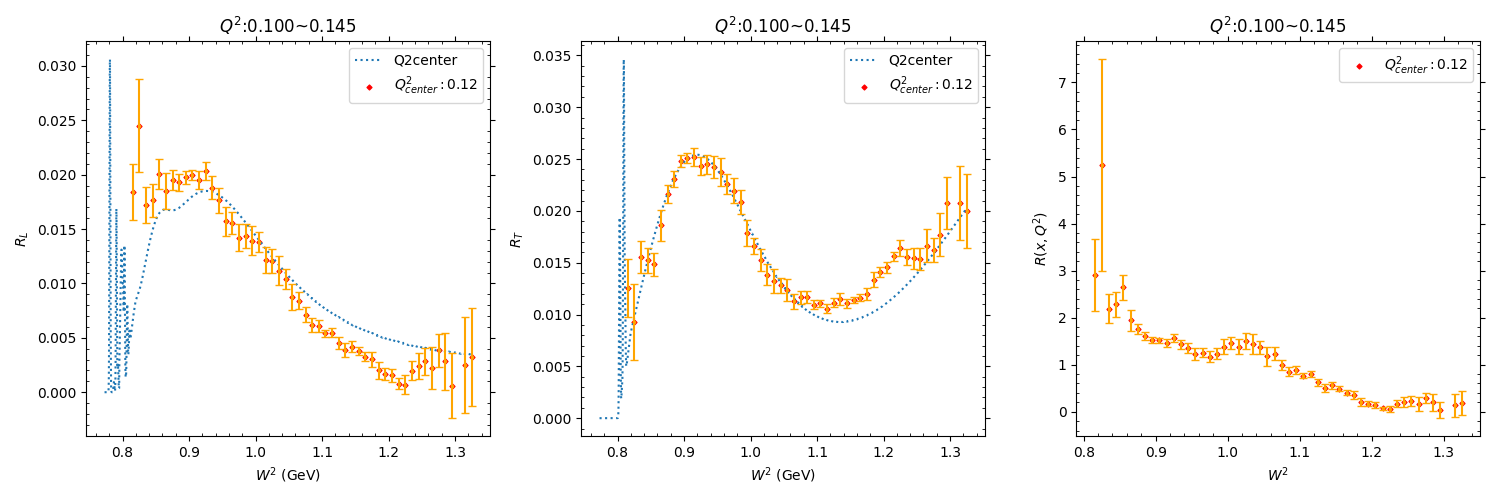 Q²:0.100~0.145
Q2center
Q²center : 0.12
R_L
0.030
0.025
0.020
0.015
0.010
0.005
0.000
0.8 0.9 1.0 1.1 1.2 1.3
W² (GeV)
Q²:0.100~0.145
Q2center
Q²center : 0.12
R_T
0.035
0.030
0.025
0.020
0.015
0.010
0.005
0.000
0.8 0.9 1.0 1.1 1.2 1.3
W² (GeV)
Q²:0.100~0.145
Q²center : 0.12
R(x, Q²)
7
6
5
4
3
2
1
0
0.8 0.9 1.0 1.1 1.2 1.3
W²